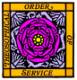 THEOSOPHICAL
ORDER
OF
SERVICE